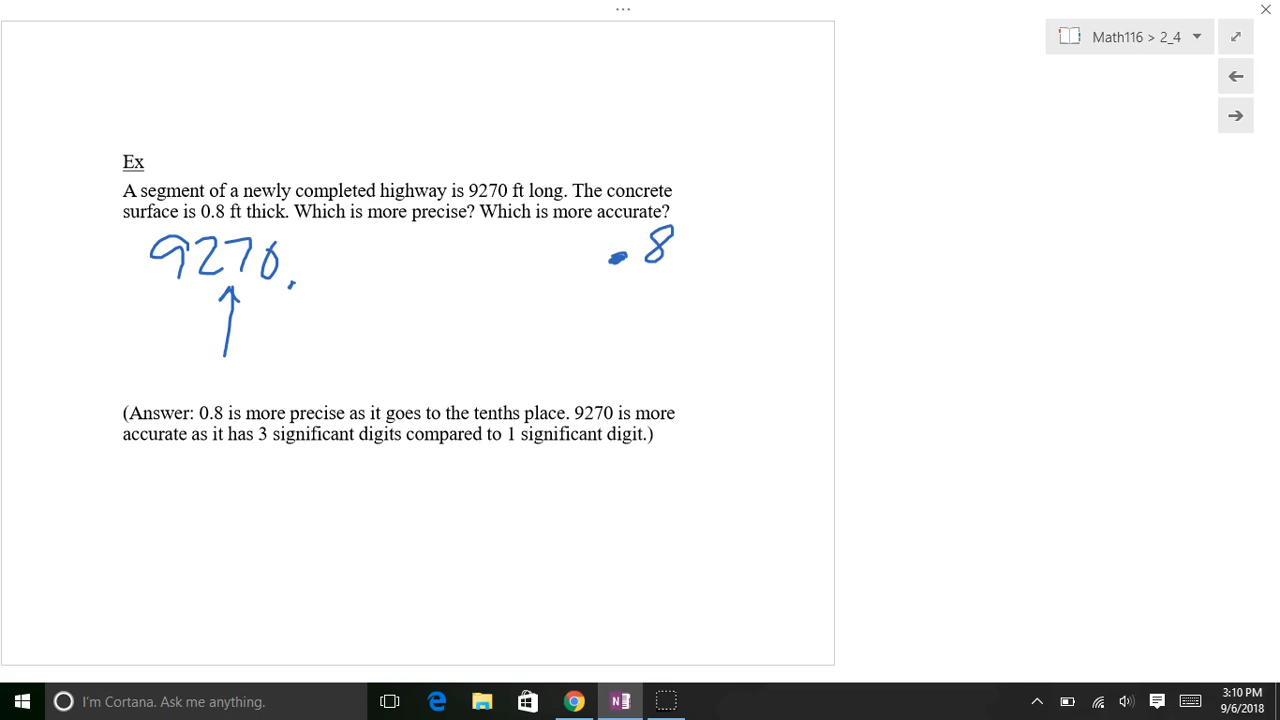 Math116 > 2_4
Ex
A segment of a newly completed highway is 9270 ft long. The concrete
surface is 0.8 ft thick. Which is more precise? Which is more accurate?
9270.
.8
(Answer: 0.8 is more precise as it goes to the tenths place. 9270 is more
accurate as it has 3 significant digits compared to 1 significant digit.)
I'm Cortana. Ask me anything.
3:10 PM
9/6/2018